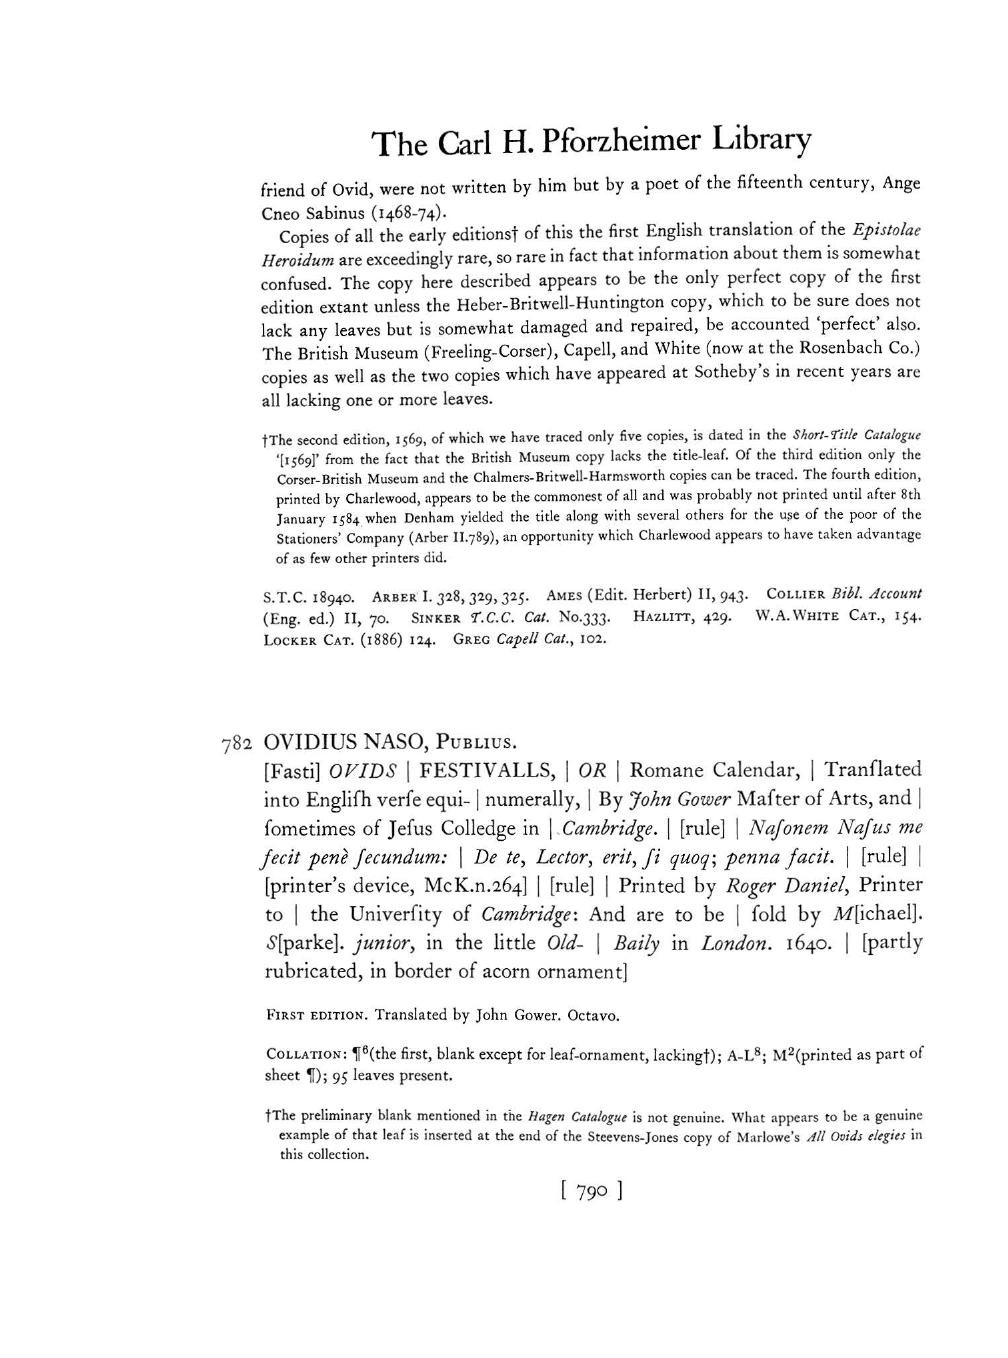 The Carl H. Pforzheimer Library
friend of Ovid, were not written by him but by a poet of the fifteenth century, Ange
Cneo Sabinus (1468-74).
Copies of all the early editions† of this the first English translation of the Epistolae
Heroidum are exceedingly rare, so rare in fact that information about them is somewhat
confused. The copy here described appears to be the only perfect copy of the first
edition extant unless the Heber-Britwell-Huntington copy, which to be sure does not
lack any leaves but is somewhat damaged and repaired, be accounted ‘perfect’ also.
The British Museum (Freeling-Corser), Capell, and White (now at the Rosenbach Co.)
copies as well as the two copies which have appeared at Sotheby's in recent years are
all lacking one or more leaves.
†The second edition, 1569, of which we have traced only five copies, is dated in the Short-Title Catalogue
‘[1569]’ from the fact that the British Museum copy lacks the title-leaf. Of the third edition only the
Corser-British Museum and the Chalmers-Britwell-Harmsworth copies can be traced. The fourth edition,
printed by Charlewood, appears to be the commonest of all and was probably not printed until after 8th
January 1584 when Denham yielded the title along with several others for the use of the poor of the
Stationers' Company (Arber II.789), an opportunity which Charlewood appears to have taken advantage
of as few other printers did.
S.T.C. 18940. Arber I. 328, 329, 325. Ames (Edit. Herbert) II, 943. Collier Bibl. Account
(Eng. ed.) II, 70. Sinker T.C.C. Cat. No.333. Hazlitt, 429. W.A.White Cat., 154.
Locker Cat. (1886) 124. Greg Capell Cat., 102.
782 OVIDIUS NASO, Publius.
[Fasti] OVIDS | FESTIVALLS, | OR | Romane Calendar, | Tranſlated
into Engliſh verſe equi- | numerally, | By John Gower Maſter of Arts, and |
ſometimes of Jeſus Colledge in | Cambridge. | [rule] | Naſonem Naſus me
fecit penè ſecundum: | De te, Lector, erit, ſi quoq; penna facit. | [rule] |
[printer's device, McK.n.264] | [rule] | Printed by Roger Daniel, Printer
to | the Univerſity of Cambridge: And are to be | ſold by M[ichael].
S[parke]. junior, in the little Old- | Baily in London. 1640. | [partly
rubricated, in border of acorn ornament]
First edition. Translated by John Gower. Octavo.
Collation: ¶⁶(the first, blank except for leaf-ornament, lacking†); A-L⁸; M²(printed as part of
sheet ¶); 95 leaves present.
†The preliminary blank mentioned in the Hagen Catalogue is not genuine. What appears to be a genuine
example of that leaf is inserted at the end of the Steevens-Jones copy of Marlowe's All Ovids elegies in
this collection.
[ 790 ]